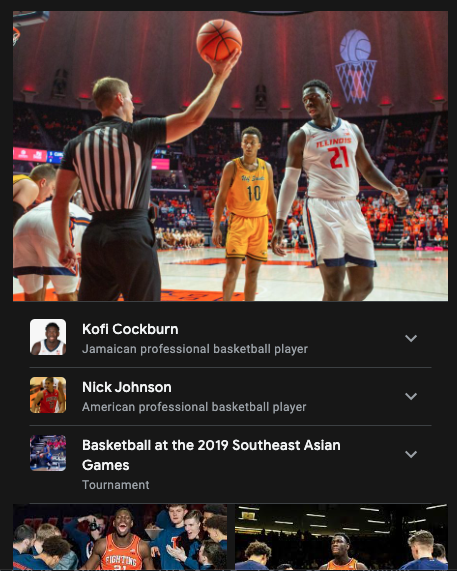 ILLINOIS
21
10
Kofi Cockburn
Jamaican professional basketball player
Nick Johnson
American professional basketball player
Basketball at the 2019 Southeast Asian
Games
Tournament
FIGHTING